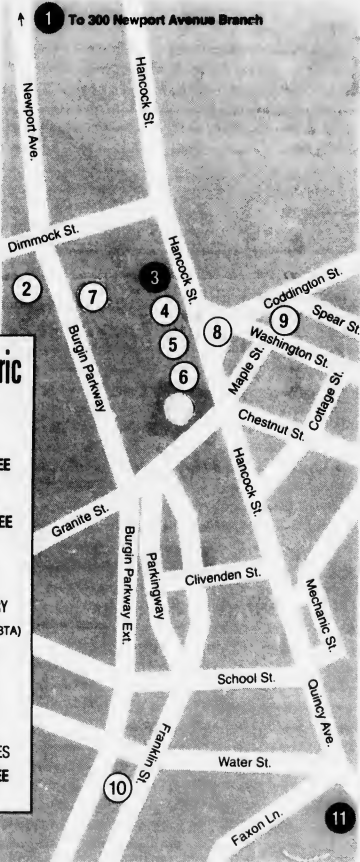 ↑ 1 To 300 Newport Avenue Branch
Hancock St.
Newport Ave.
Dimmock St.
Hancock St.
3
2
7
4
Coddington St.
8
9
Spear St.
5
Washington St.
Burgin Parkway
6
Maple St.
Cottage St.
ric
Chestnut St.
EE
Hancock St.
EE
Granite St.
Burgin Parkway Ext.
Parkingway
Clivenden St.
Mechanic St.
Y
BTA)
School St.
Quincy Ave.
Franklin St.
Water St.
ES
EE
10
Faxon Ln.
11